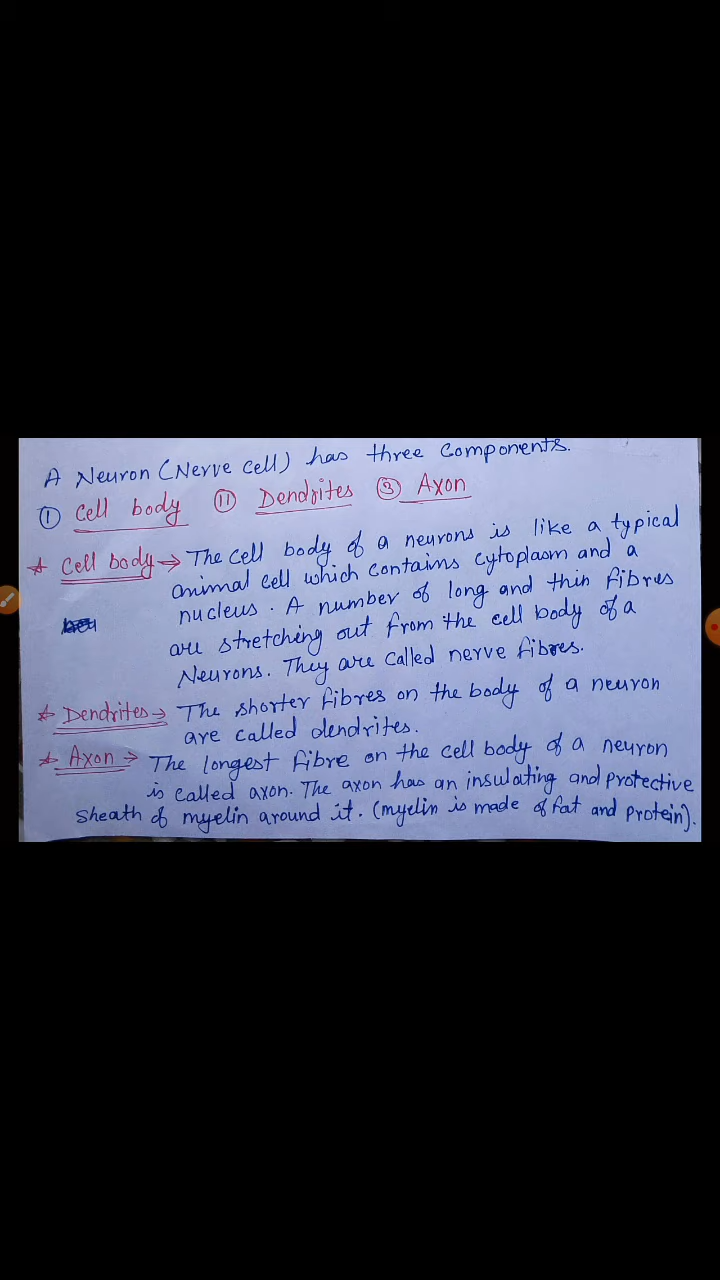 A Neuron (Nerve cell) has three components.
① Cell body ⑪ Dendrites ③ Axon
* Cell body → The cell body of a neurons is like a typical
animal cell which contains cytoplasm and a
nucleus. A number of long and thin fibres
are stretching out from the cell body of a
Neurons. They are called nerve fibres.
* Dendrites → The shorter fibres on the body of a neuron
are called dendrites.
* Axon → The longest fibre on the cell body of a neuron
is called axon. The axon has an insulating and protective
sheath of myelin around it. (myelin is made of fat and protein).